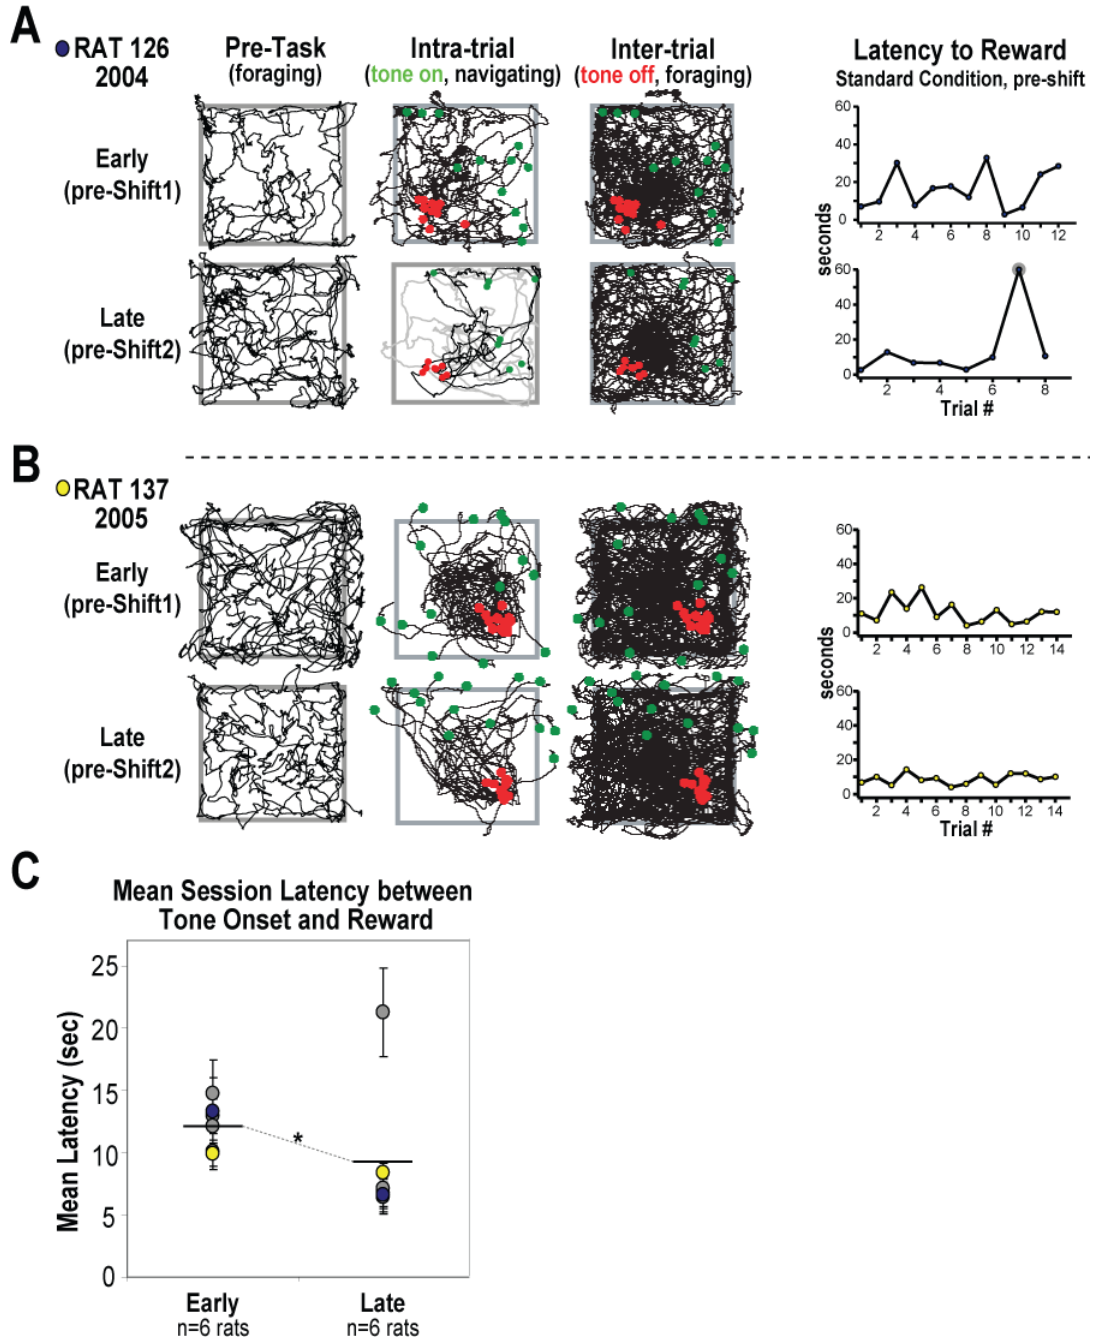 A
RAT 126
2004
Pre-Task
(foraging)
Intra-trial
(tone on, navigating)
Inter-trial
(tone off, foraging)
Latency to Reward
Standard Condition, pre-shift
Early
(pre-Shift1)
60
40
20
0
2 4 6 8 10 12
seconds
Late
(pre-Shift2)
60
40
20
0
2 4 6 8
Trial #
B
RAT 137
2005
Early
(pre-Shift1)
60
40
20
0
2 4 6 8 10 12 14
seconds
Late
(pre-Shift2)
60
40
20
0
2 4 6 8 10 12 14
Trial #
C
Mean Session Latency between
Tone Onset and Reward
Mean Latency (sec)
25
20
15
10
5
0
*
Early
n=6 rats
Late
n=6 rats